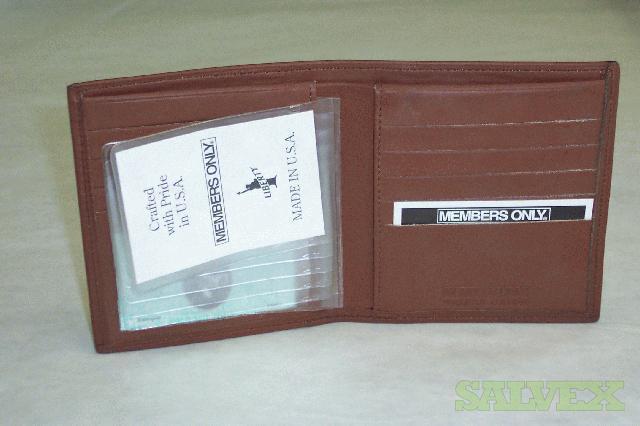 Crafted
with Pride
in U.S.A.
MEMBERS ONLY.
LIBERTY
MADE IN U.S.A.
MEMBERS ONLY.
SALVEX